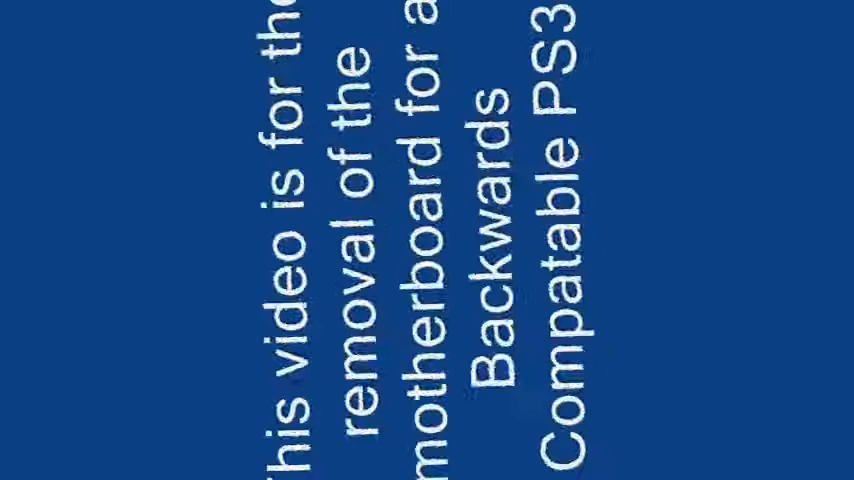 This video is for the
removal of the
motherboard for a
Backwards
Compatable PS3